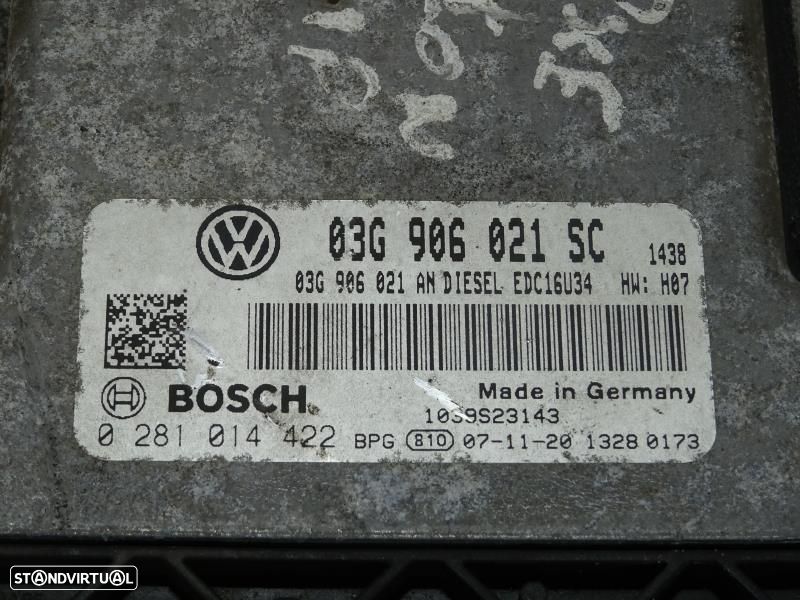 03G 906 021 SC 1438
03G 906 021 AN DIESEL EDC16U34 HW: H07
BOSCH
Made in Germany
1039S23143
0 281 014 422 BPG 810 07-11-20 1328 0173
STANDVIRTUAL